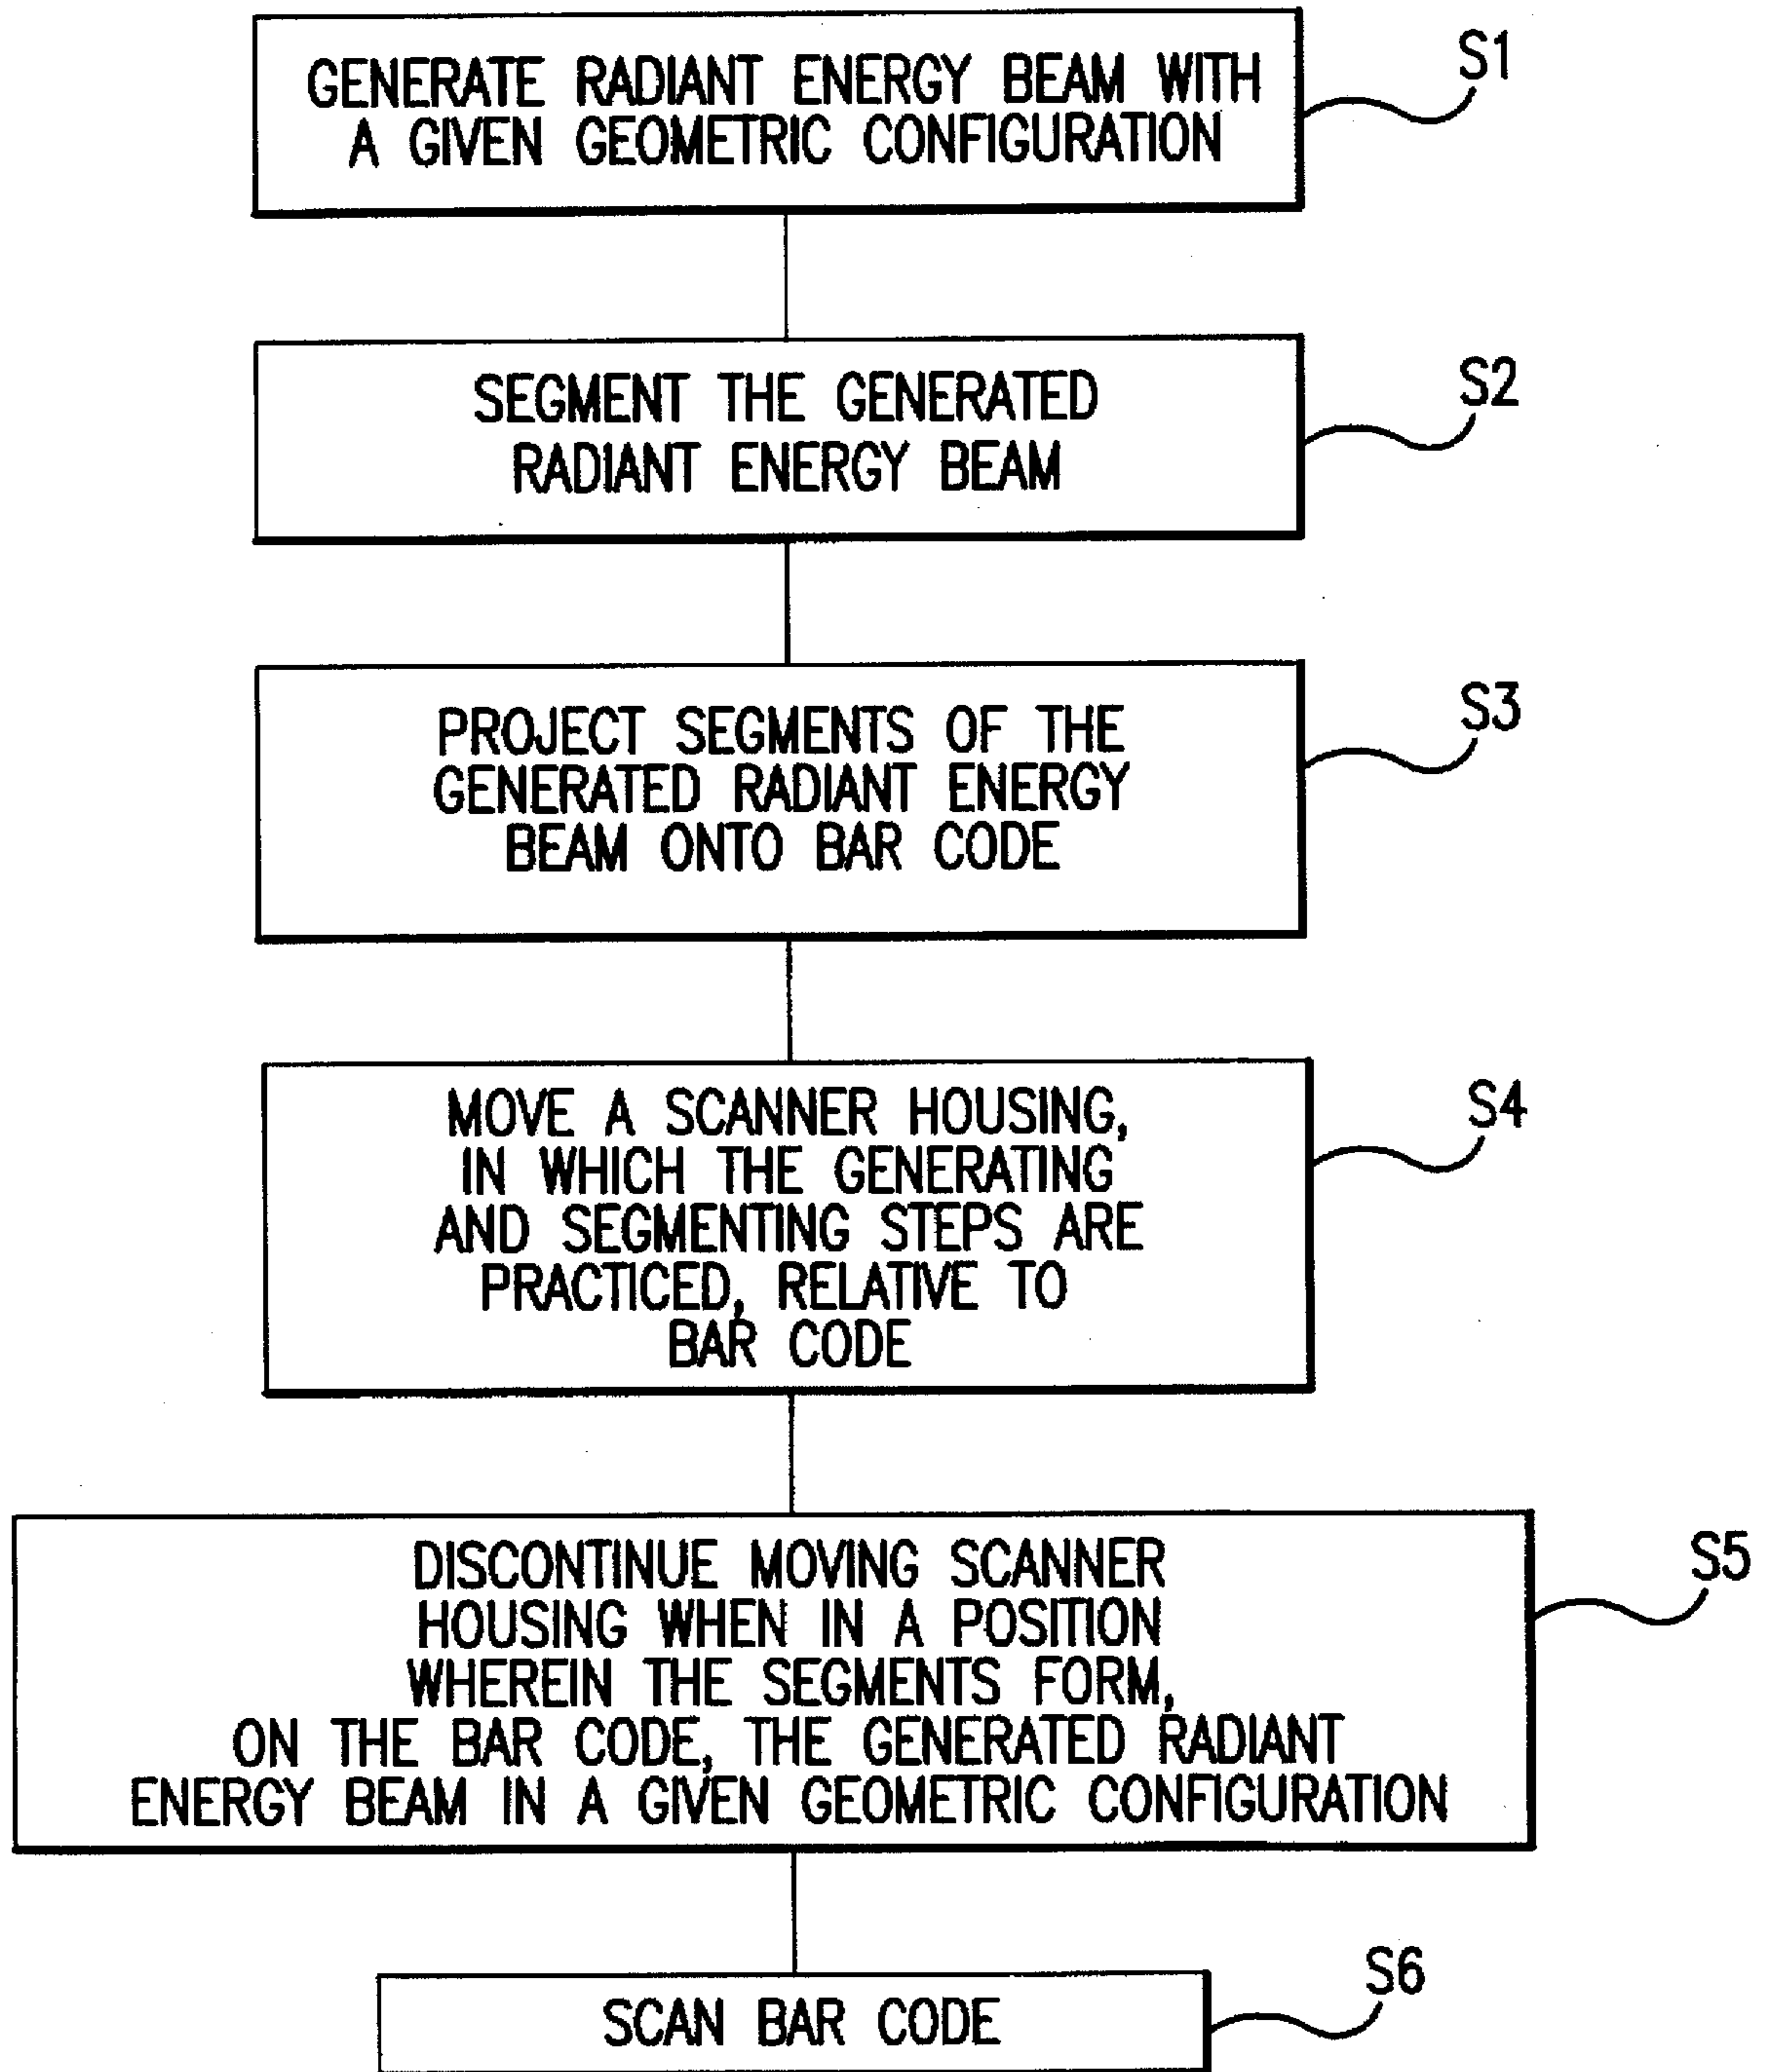 GENERATE RADIANT ENERGY BEAM WITH
A GIVEN GEOMETRIC CONFIGURATION
S1
SEGMENT THE GENERATED
RADIANT ENERGY BEAM
S2
PROJECT SEGMENTS OF THE
GENERATED RADIANT ENERGY
BEAM ONTO BAR CODE
S3
MOVE A SCANNER HOUSING,
IN WHICH THE GENERATING
AND SEGMENTING STEPS ARE
PRACTICED, RELATIVE TO
BAR CODE
S4
DISCONTINUE MOVING SCANNER
HOUSING WHEN IN A POSITION
WHEREIN THE SEGMENTS FORM,
ON THE BAR CODE, THE GENERATED RADIANT
ENERGY BEAM IN A GIVEN GEOMETRIC CONFIGURATION
S5
SCAN BAR CODE
S6